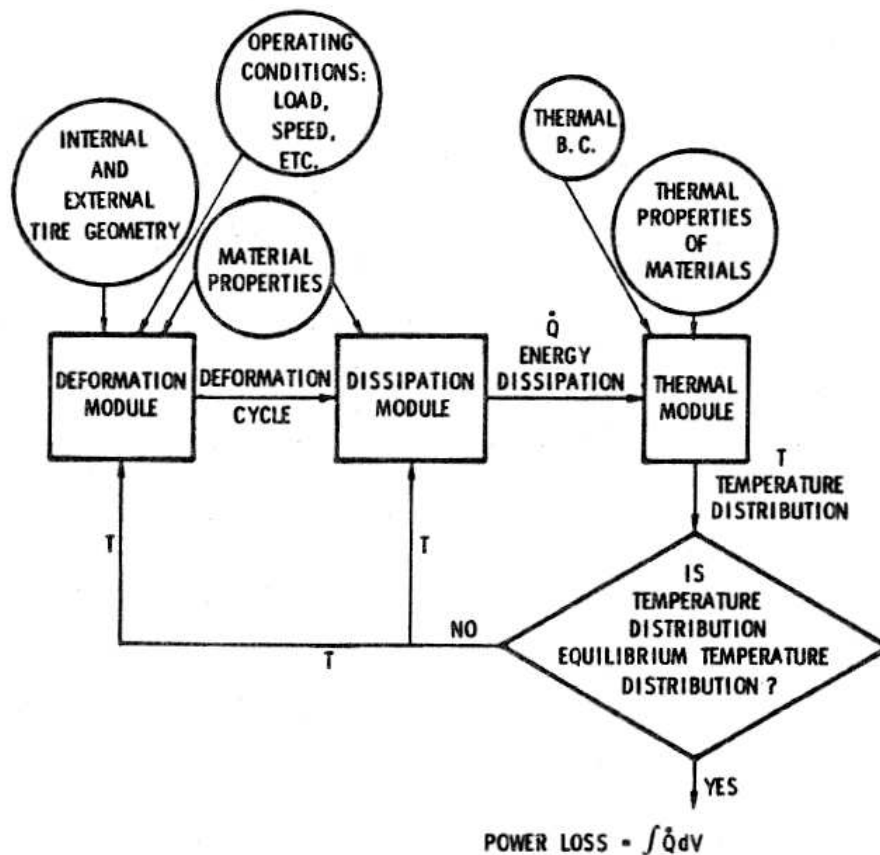 OPERATING
CONDITIONS:
LOAD,
SPEED,
ETC.
INTERNAL
AND
EXTERNAL
TIRE GEOMETRY
MATERIAL
PROPERTIES
THERMAL
B. C.
THERMAL
PROPERTIES
OF
MATERIALS
DEFORMATION
MODULE
DEFORMATION
CYCLE
DISSIPATION
MODULE
Q̇
ENERGY
DISSIPATION
THERMAL
MODULE
T
TEMPERATURE
DISTRIBUTION
T
T
T
NO
IS
TEMPERATURE
DISTRIBUTION
EQUILIBRIUM TEMPERATURE
DISTRIBUTION ?
YES
POWER LOSS = ∫Q̇dV